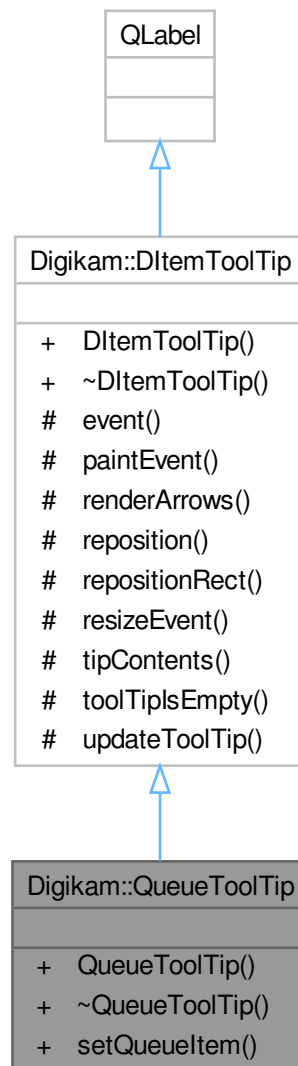 QLabel
Digikam::DItemToolTip
+ DItemToolTip()
+ ~DItemToolTip()
# event()
# paintEvent()
# renderArrows()
# reposition()
# repositionRect()
# resizeEvent()
# tipContents()
# toolTipIsEmpty()
# updateToolTip()
Digikam::QueueToolTip
+ QueueToolTip()
+ ~QueueToolTip()
+ setQueueItem()